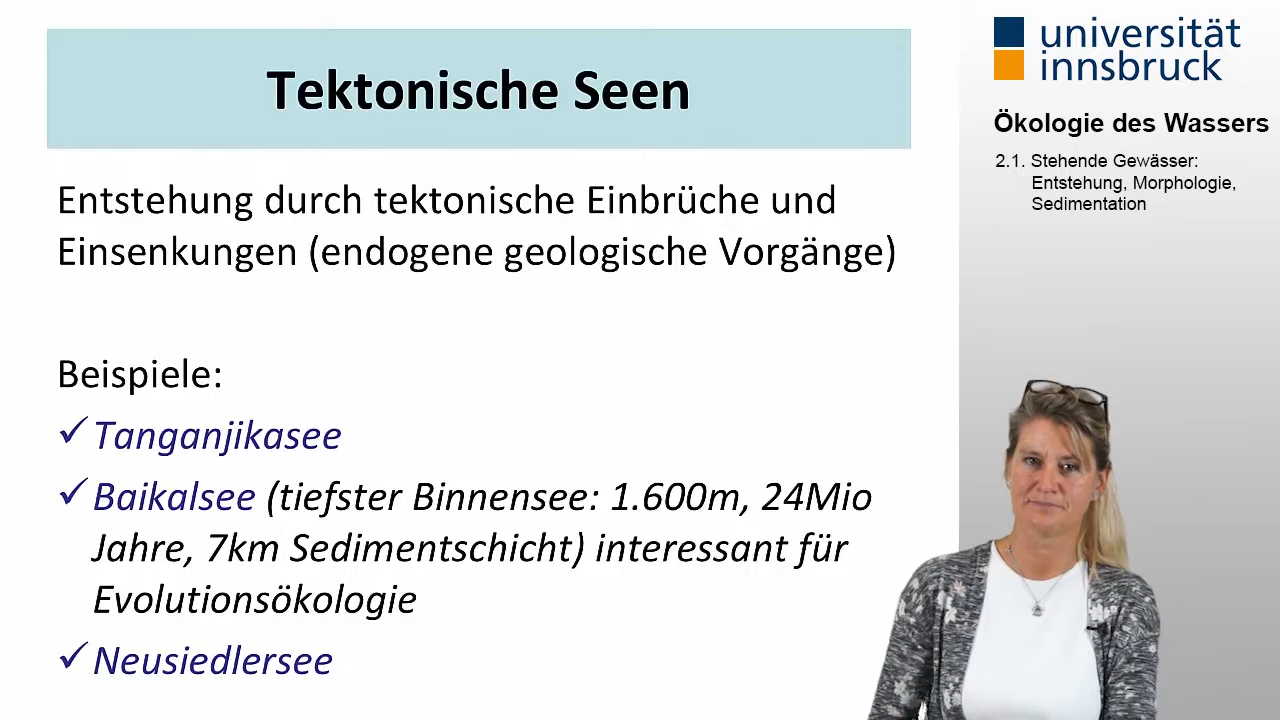 Tektonische Seen
Entstehung durch tektonische Einbrüche und
Einsenkungen (endogene geologische Vorgänge)
Beispiele:
✓ Tanganjikasee
✓ Baikalsee (tiefster Binnensee: 1.600m, 24Mio
Jahre, 7km Sedimentschicht) interessant für
Evolutionsökologie
✓ Neusiedlersee
universität
innsbruck
Ökologie des Wassers
2.1. Stehende Gewässer:
Entstehung, Morphologie,
Sedimentation